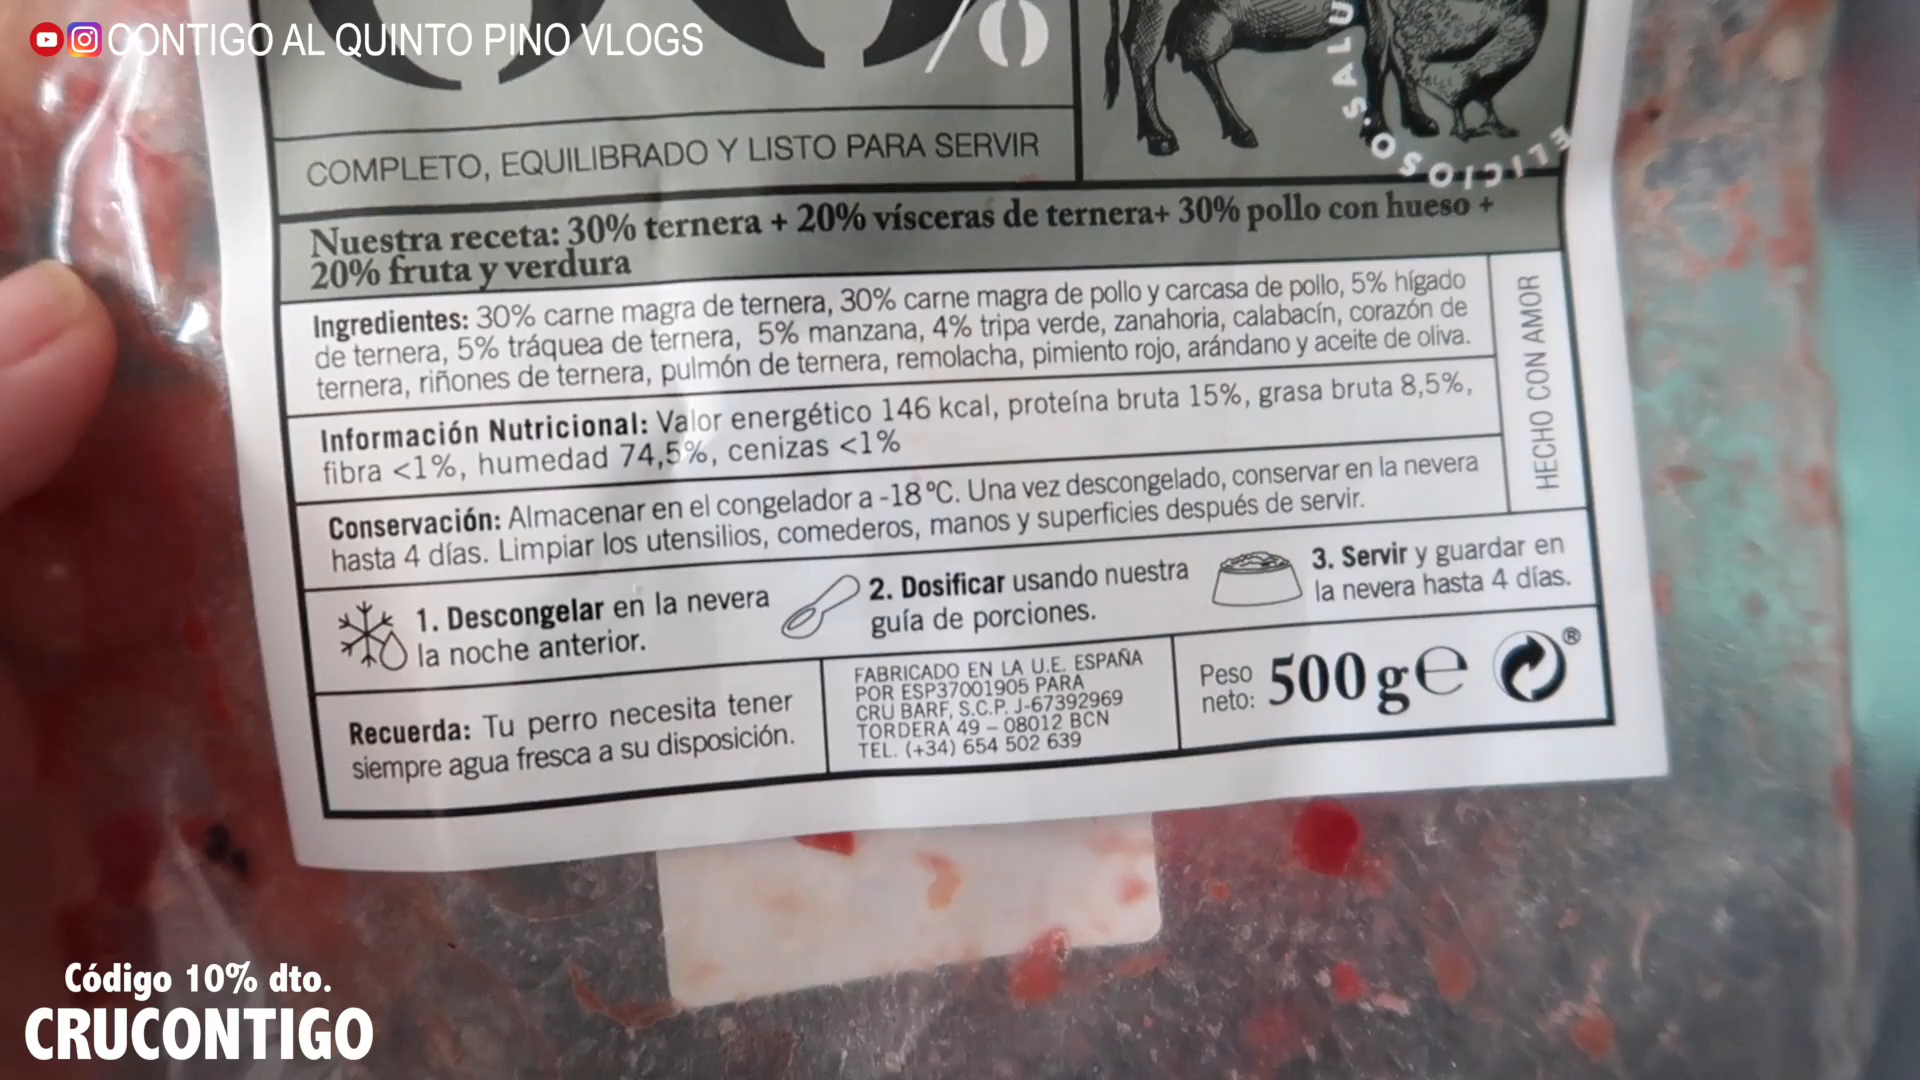 CONTIGO AL QUINTO PINO VLOGS
COMPLETO, EQUILIBRADO Y LISTO PARA SERVIR
Nuestra receta: 30% ternera + 20% vísceras de ternera+ 30% pollo con hueso +
20% fruta y verdura
Ingredientes: 30% carne magra de ternera, 30% carne magra de pollo y carcasa de pollo, 5% hígado
de ternera, 5% tráquea de ternera, 5% manzana, 4% tripa verde, zanahoria, calabacín, corazón de
ternera, riñones de ternera, pulmón de ternera, remolacha, pimiento rojo, arándano y aceite de oliva.
Información Nutricional: Valor energético 146 kcal, proteína bruta 15%, grasa bruta 8,5%,
fibra <1%, humedad 74,5%, cenizas <1%
Conservación: Almacenar en el congelador a -18 ºC. Una vez descongelado, conservar en la nevera
hasta 4 días. Limpiar los utensilios, comederos, manos y superficies después de servir.
HECHO CON AMOR
1. Descongelar en la nevera
la noche anterior.
2. Dosificar usando nuestra
guía de porciones.
3. Servir y guardar en
la nevera hasta 4 días.
Recuerda: Tu perro necesita tener
siempre agua fresca a su disposición.
FABRICADO EN LA U.E. ESPAÑA
POR ESP37001905 PARA
CRU BARF, S.C.P. J-67392969
TORDERA 49 – 08012 BCN
TEL. (+34) 654 502 639
Peso
neto: 500 g e ®
Código 10% dto.
CRUCONTIGO